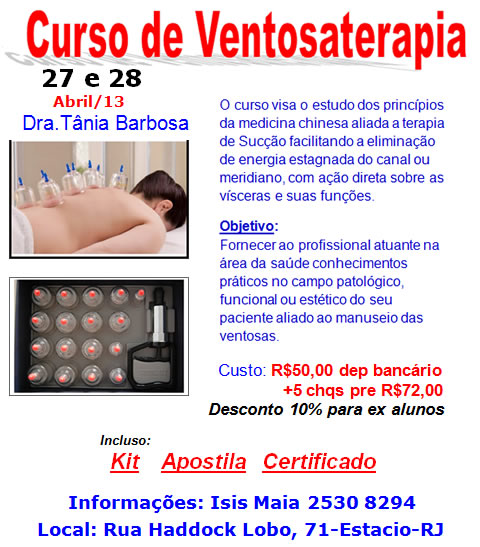 Curso de Ventosaterapia
27 e 28
Abril/13
Dra.Tânia Barbosa
O curso visa o estudo dos princípios
da medicina chinesa aliada a terapia
de Sucção facilitando a eliminação
de energia estagnada do canal ou
meridiano, com ação direta sobre as
vísceras e suas funções.
Objetivo:
Fornecer ao profissional atuante na
área da saúde conhecimentos
práticos no campo patológico,
funcional ou estético do seu
paciente aliado ao manuseio das
ventosas.
Custo: R$50,00 dep bancário
+5 chqs pre R$72,00
Desconto 10% para ex alunos
Incluso:
Kit Apostila Certificado
Informações: Isis Maia 2530 8294
Local: Rua Haddock Lobo, 71-Estacio-RJ